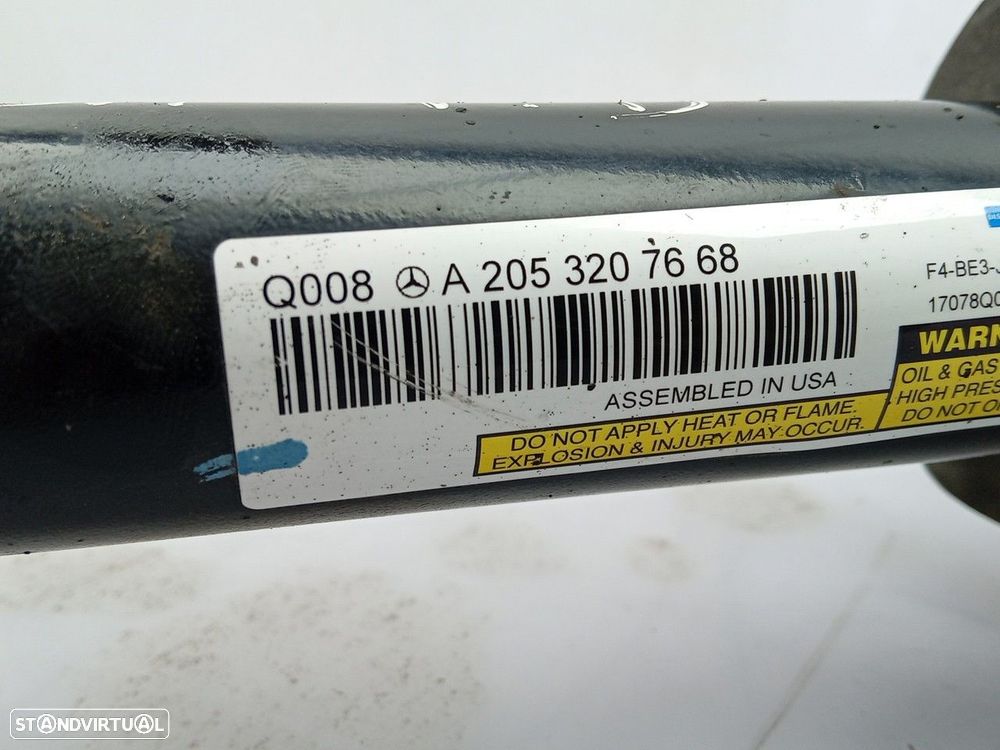 Q008 A 205 320 76 68
ASSEMBLED IN USA
DO NOT APPLY HEAT OR FLAME.
EXPLOSION & INJURY MAY OCCUR.
F4-BE3-
17078Q0
WARN
OIL & GAS
HIGH PRES
DO NOT O
STANDVIRTUAL